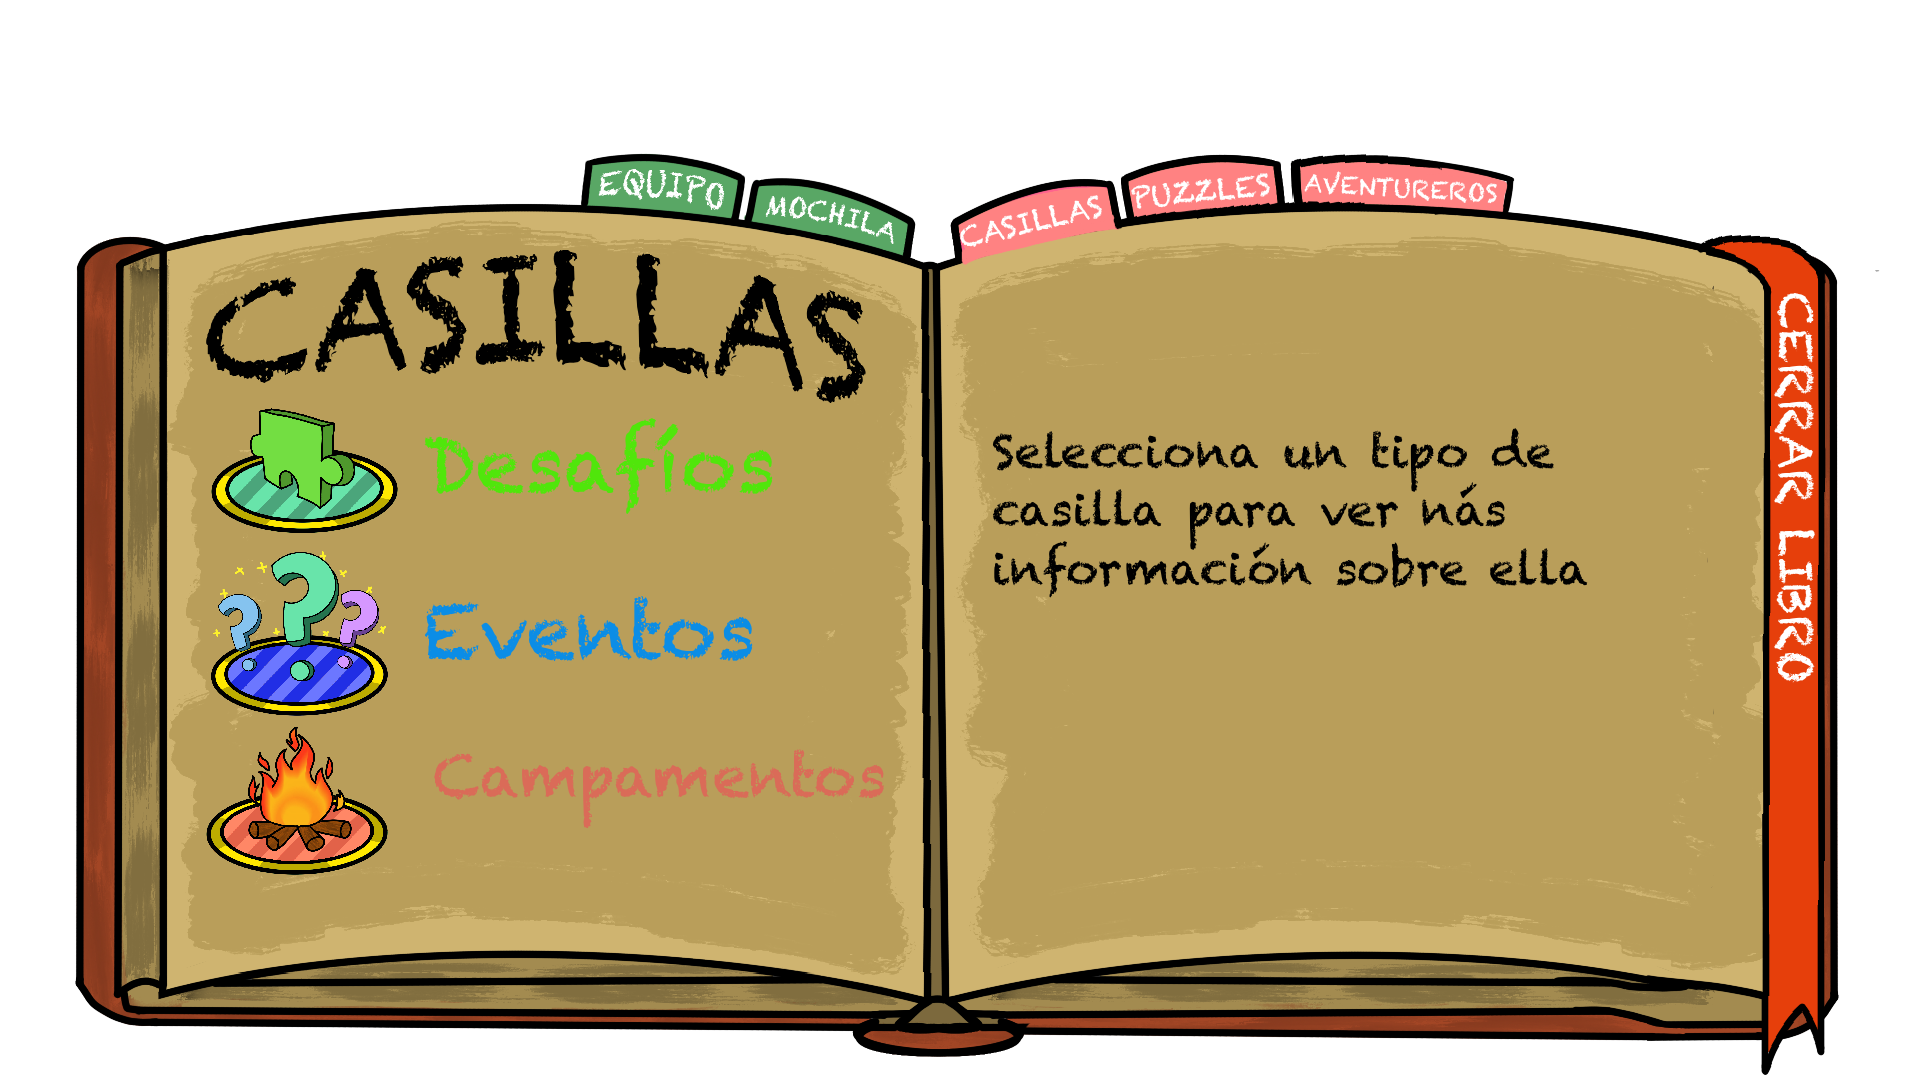 EQUIPO
MOCHILA
CASILLAS
PUZZLES
AVENTUREROS
CASILLAS
Desafíos
Eventos
Campamentos
Selecciona un tipo de
casilla para ver nás
información sobre ella
CERRAR LIBRO